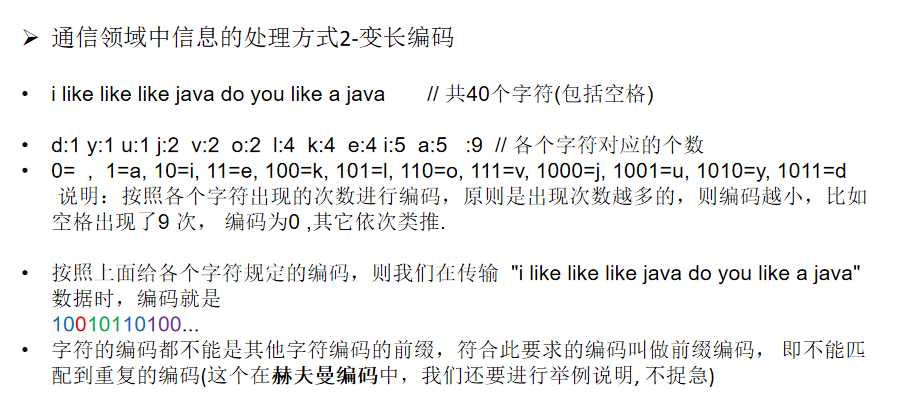 ➢ 通信领域中信息的处理方式2-变长编码
• i like like like java do you like a java // 共40个字符(包括空格)
• d:1 y:1 u:1 j:2 v:2 o:2 l:4 k:4 e:4 i:5 a:5 :9 // 各个字符对应的个数
• 0= , 1=a, 10=i, 11=e, 100=k, 101=l, 110=o, 111=v, 1000=j, 1001=u, 1010=y, 1011=d
说明：按照各个字符出现的次数进行编码，原则是出现次数越多的，则编码越小，比如
空格出现了9 次， 编码为0 ,其它依次类推.
• 按照上面给各个字符规定的编码，则我们在传输 "i like like like java do you like a java"
数据时，编码就是
10010110100...
• 字符的编码都不能是其他字符编码的前缀，符合此要求的编码叫做前缀编码， 即不能匹
配到重复的编码(这个在赫夫曼编码中，我们还要进行举例说明, 不捉急)